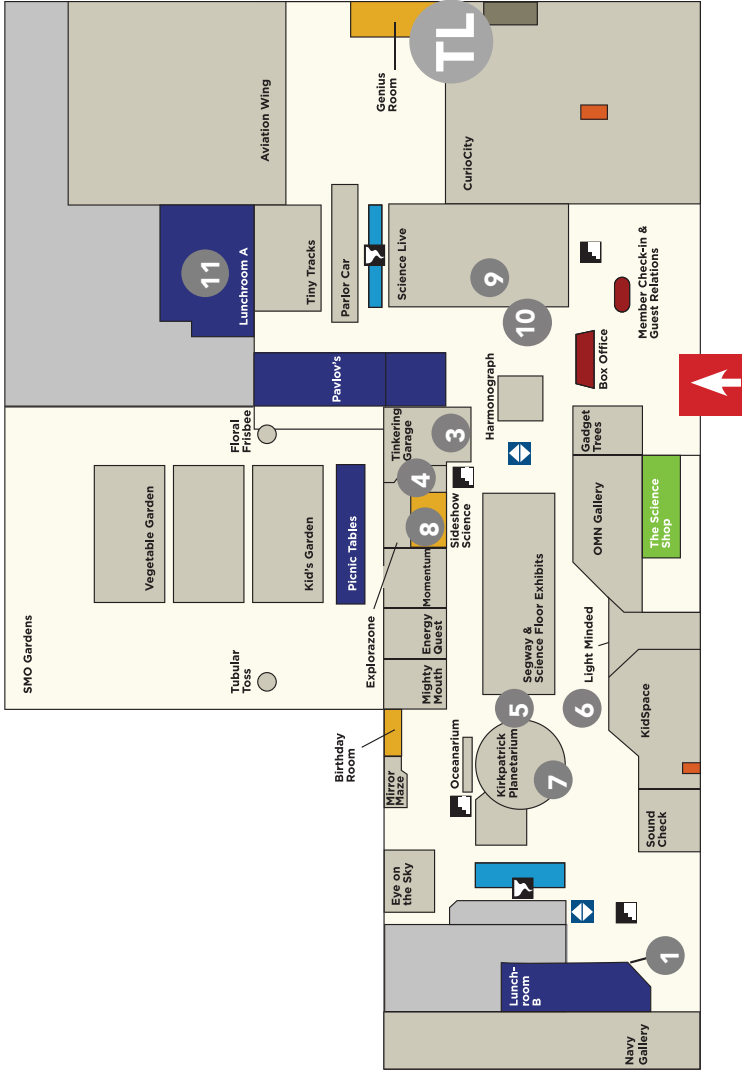 SMO Gardens
Vegetable Garden
Kid's Garden
Picnic Tables
Floral
Frisbee
Tubular
Toss
Aviation Wing
11
Lunchroom A
Tiny Tracks
Parlor Car
Pavlov's
Genius
Room
TL
CurioCity
Science Live
9
10
Member Check-in &
Guest Relations
Box Office
Harmonograph
Tinkering
Garage
3
4
8
Sideshow
Science
Explorazone
Momentum
Energy
Quest
Mighty
Mouth
Birthday
Room
Mirror
Maze
Oceanarium
Kirkpatrick
Planetarium
5
6
7
Segway &
Science Floor Exhibits
Gadget
Trees
OMN Gallery
The Science
Shop
Light Minded
KidSpace
Sound
Check
Eye on
the Sky
Lunch-
room
B
1
Navy
Gallery